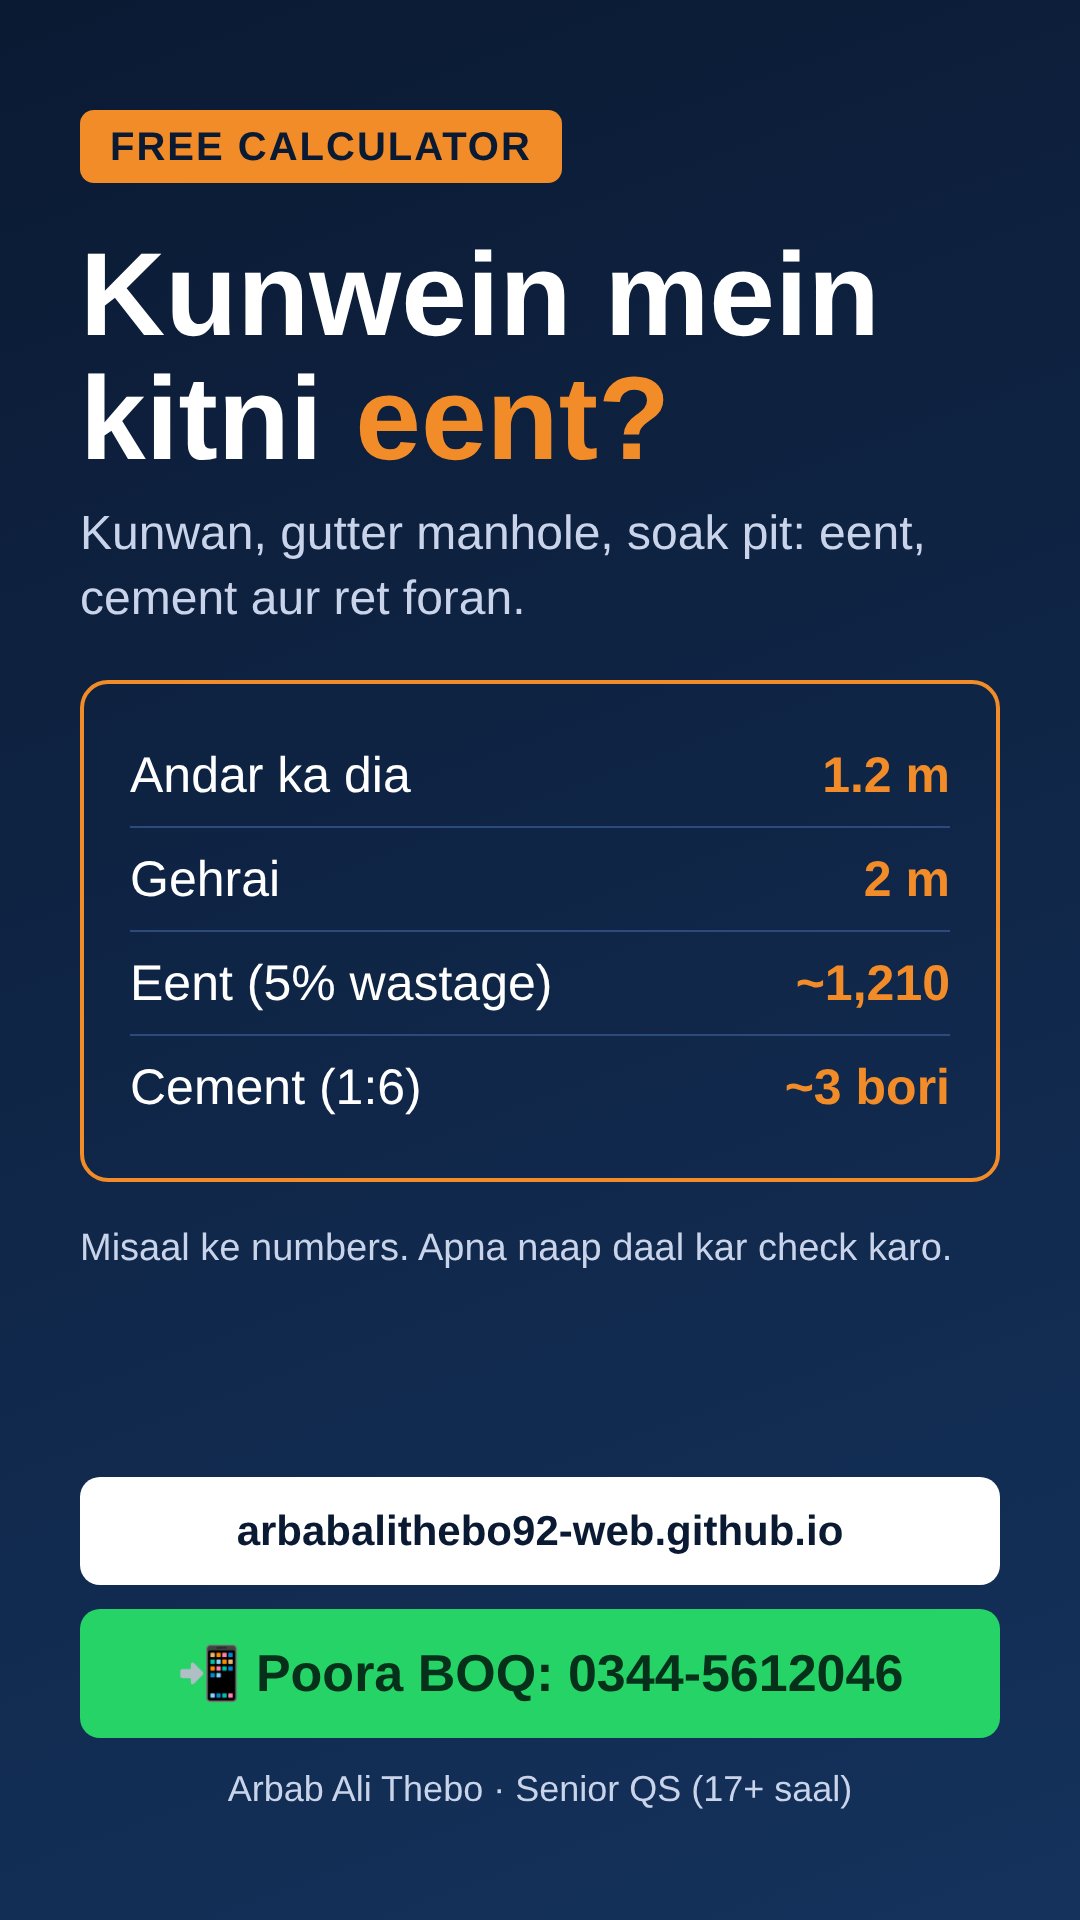 FREE CALCULATOR
Kunwein mein
kitni eent?
Kunwan, gutter manhole, soak pit: eent,
cement aur ret foran.
Andar ka dia 1.2 m
Gehrai 2 m
Eent (5% wastage) ~1,210
Cement (1:6) ~3 bori
Misaal ke numbers. Apna naap daal kar check karo.
arbabalithebo92-web.github.io
📲 Poora BOQ: 0344-5612046
Arbab Ali Thebo · Senior QS (17+ saal)